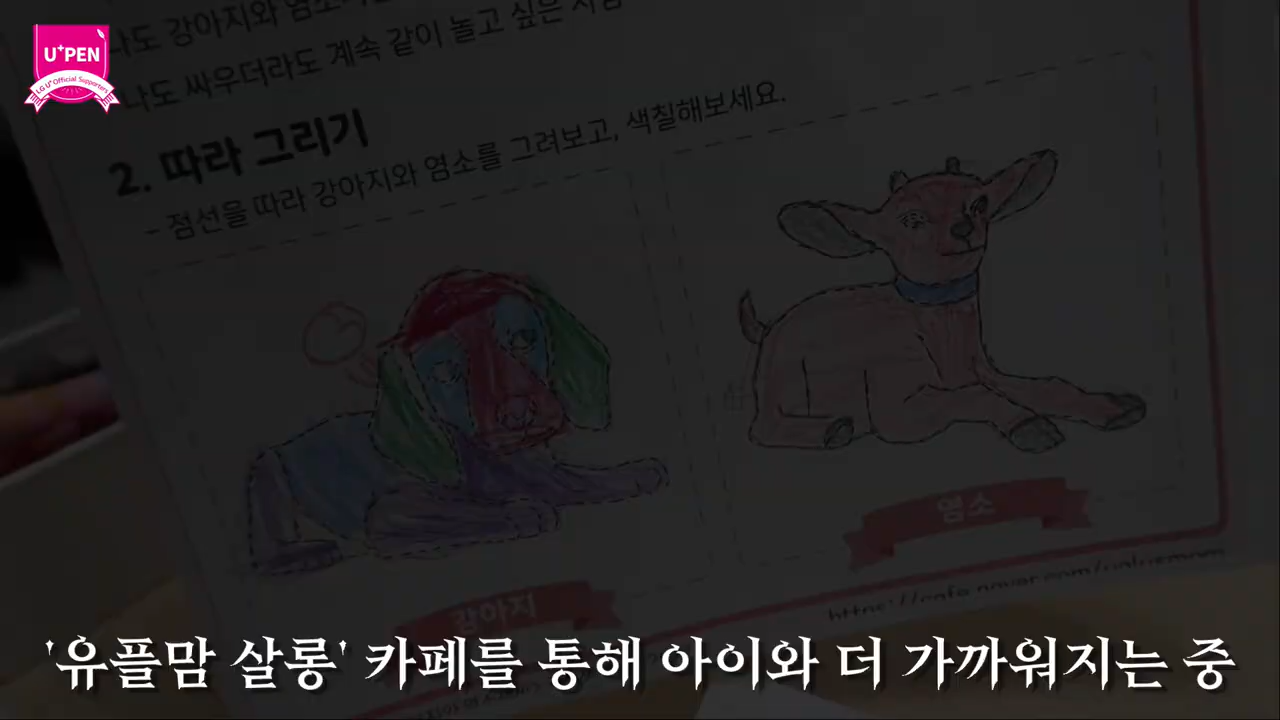 U+PEN
LG U+ Official Supporters
나도 강아지와 염소
나도 싸우더라도 계속 같이 놀고 싶은
2. 따라 그리기
- 점선을 따라 강아지와 염소를 그려보고, 색칠해보세요.
염소
강아지
'유플맘 살롱' 카페를 통해 아이와 더 가까워지는 중